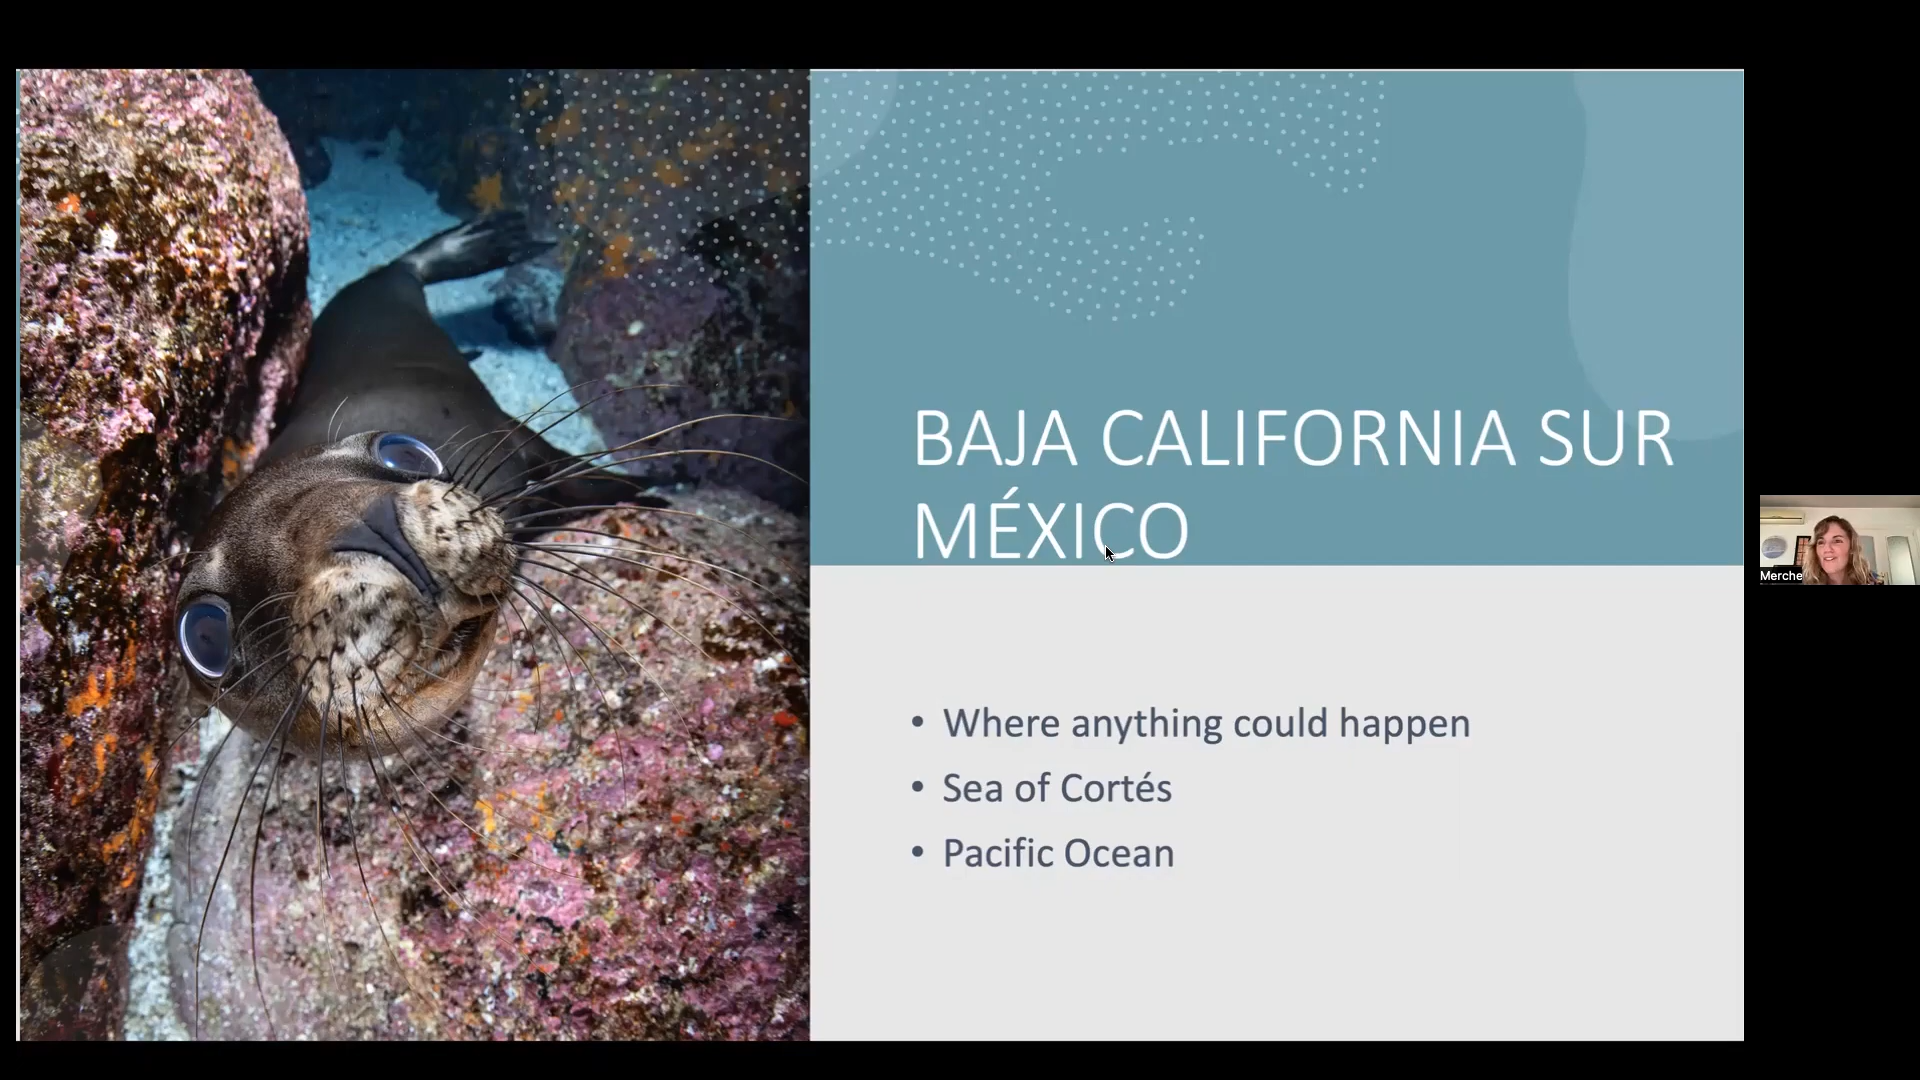 BAJA CALIFORNIA SUR
MÉXICO
• Where anything could happen
• Sea of Cortés
• Pacific Ocean
Merche